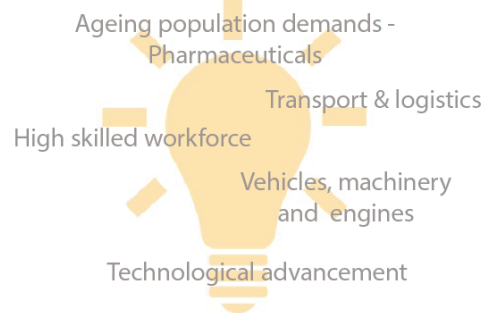 Ageing population demands -
Pharmaceuticals
Transport & logistics
High skilled workforce
Vehicles, machinery
and engines
Technological advancement